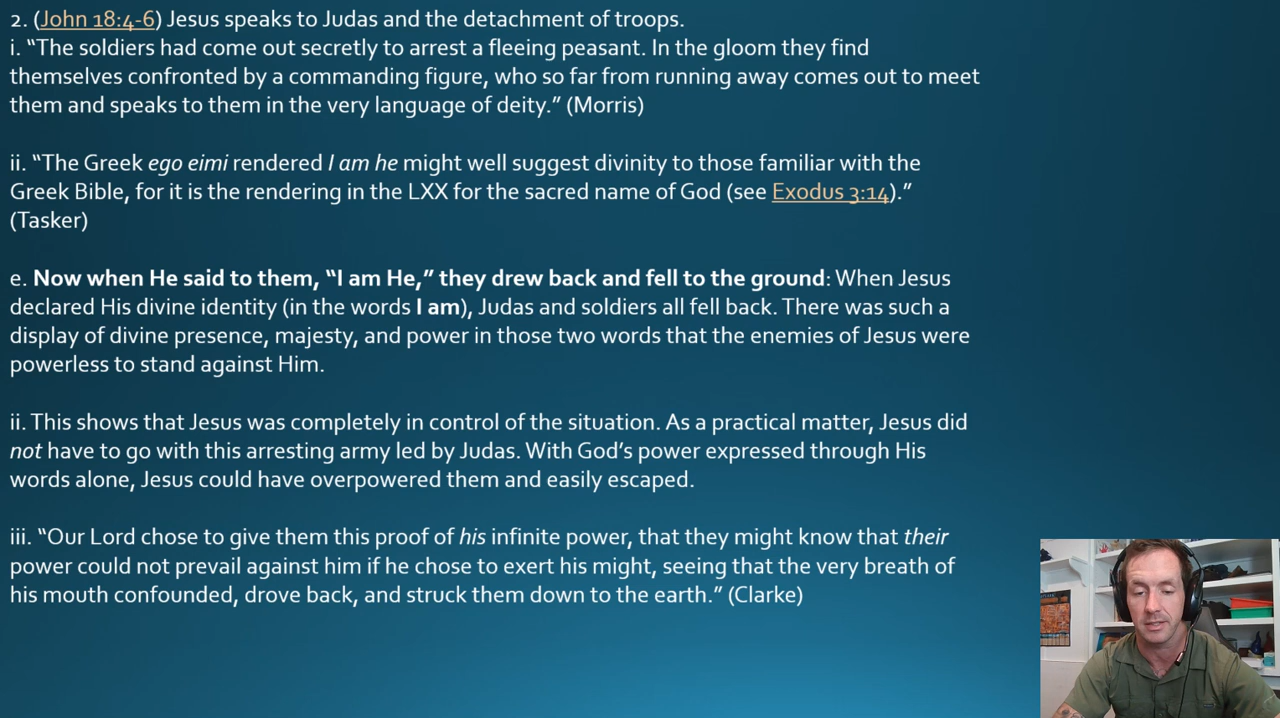 2. (John 18:4-6) Jesus speaks to Judas and the detachment of troops.
i. “The soldiers had come out secretly to arrest a fleeing peasant. In the gloom they find
themselves confronted by a commanding figure, who so far from running away comes out to meet
them and speaks to them in the very language of deity.” (Morris)
ii. “The Greek ego eimi rendered I am he might well suggest divinity to those familiar with the
Greek Bible, for it is the rendering in the LXX for the sacred name of God (see Exodus 3:14).”
(Tasker)
e. Now when He said to them, “I am He,” they drew back and fell to the ground: When Jesus
declared His divine identity (in the words I am), Judas and soldiers all fell back. There was such a
display of divine presence, majesty, and power in those two words that the enemies of Jesus were
powerless to stand against Him.
ii. This shows that Jesus was completely in control of the situation. As a practical matter, Jesus did
not have to go with this arresting army led by Judas. With God’s power expressed through His
words alone, Jesus could have overpowered them and easily escaped.
iii. “Our Lord chose to give them this proof of his infinite power, that they might know that their
power could not prevail against him if he chose to exert his might, seeing that the very breath of
his mouth confounded, drove back, and struck them down to the earth.” (Clarke)